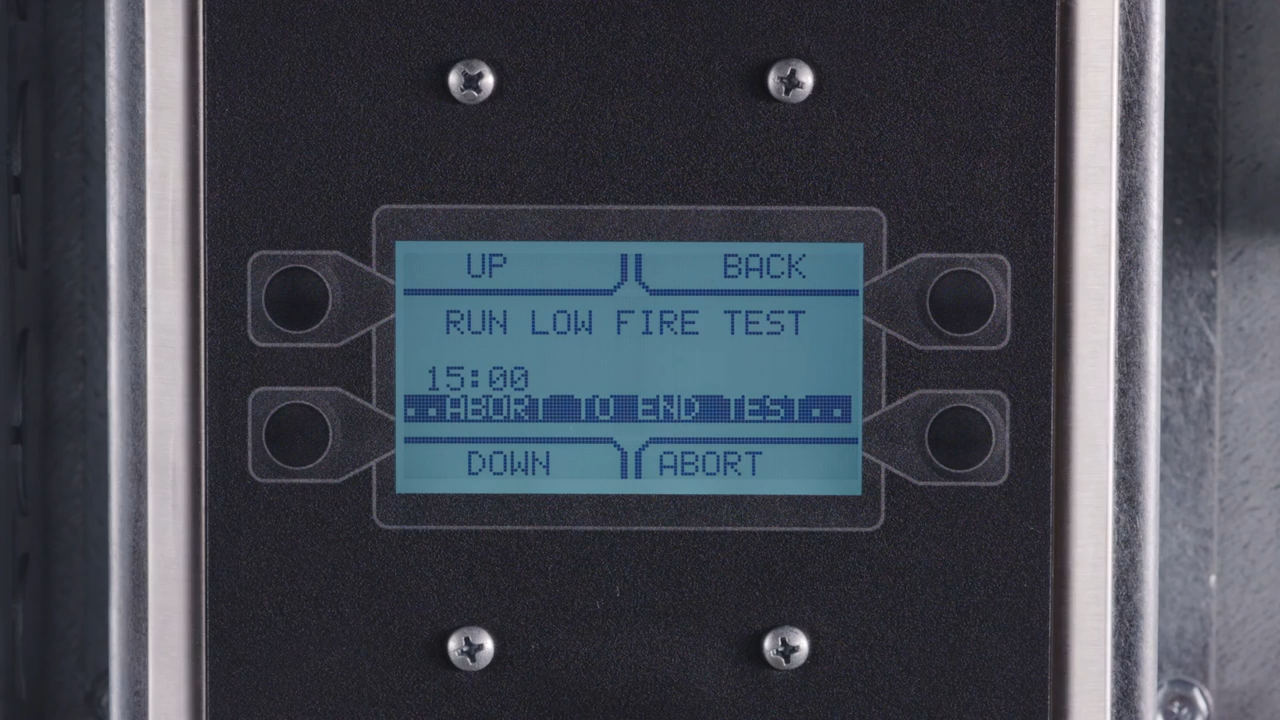 UP BACK
RUN LOW FIRE TEST
15:00
..ABORT TO END TEST..
DOWN ABORT